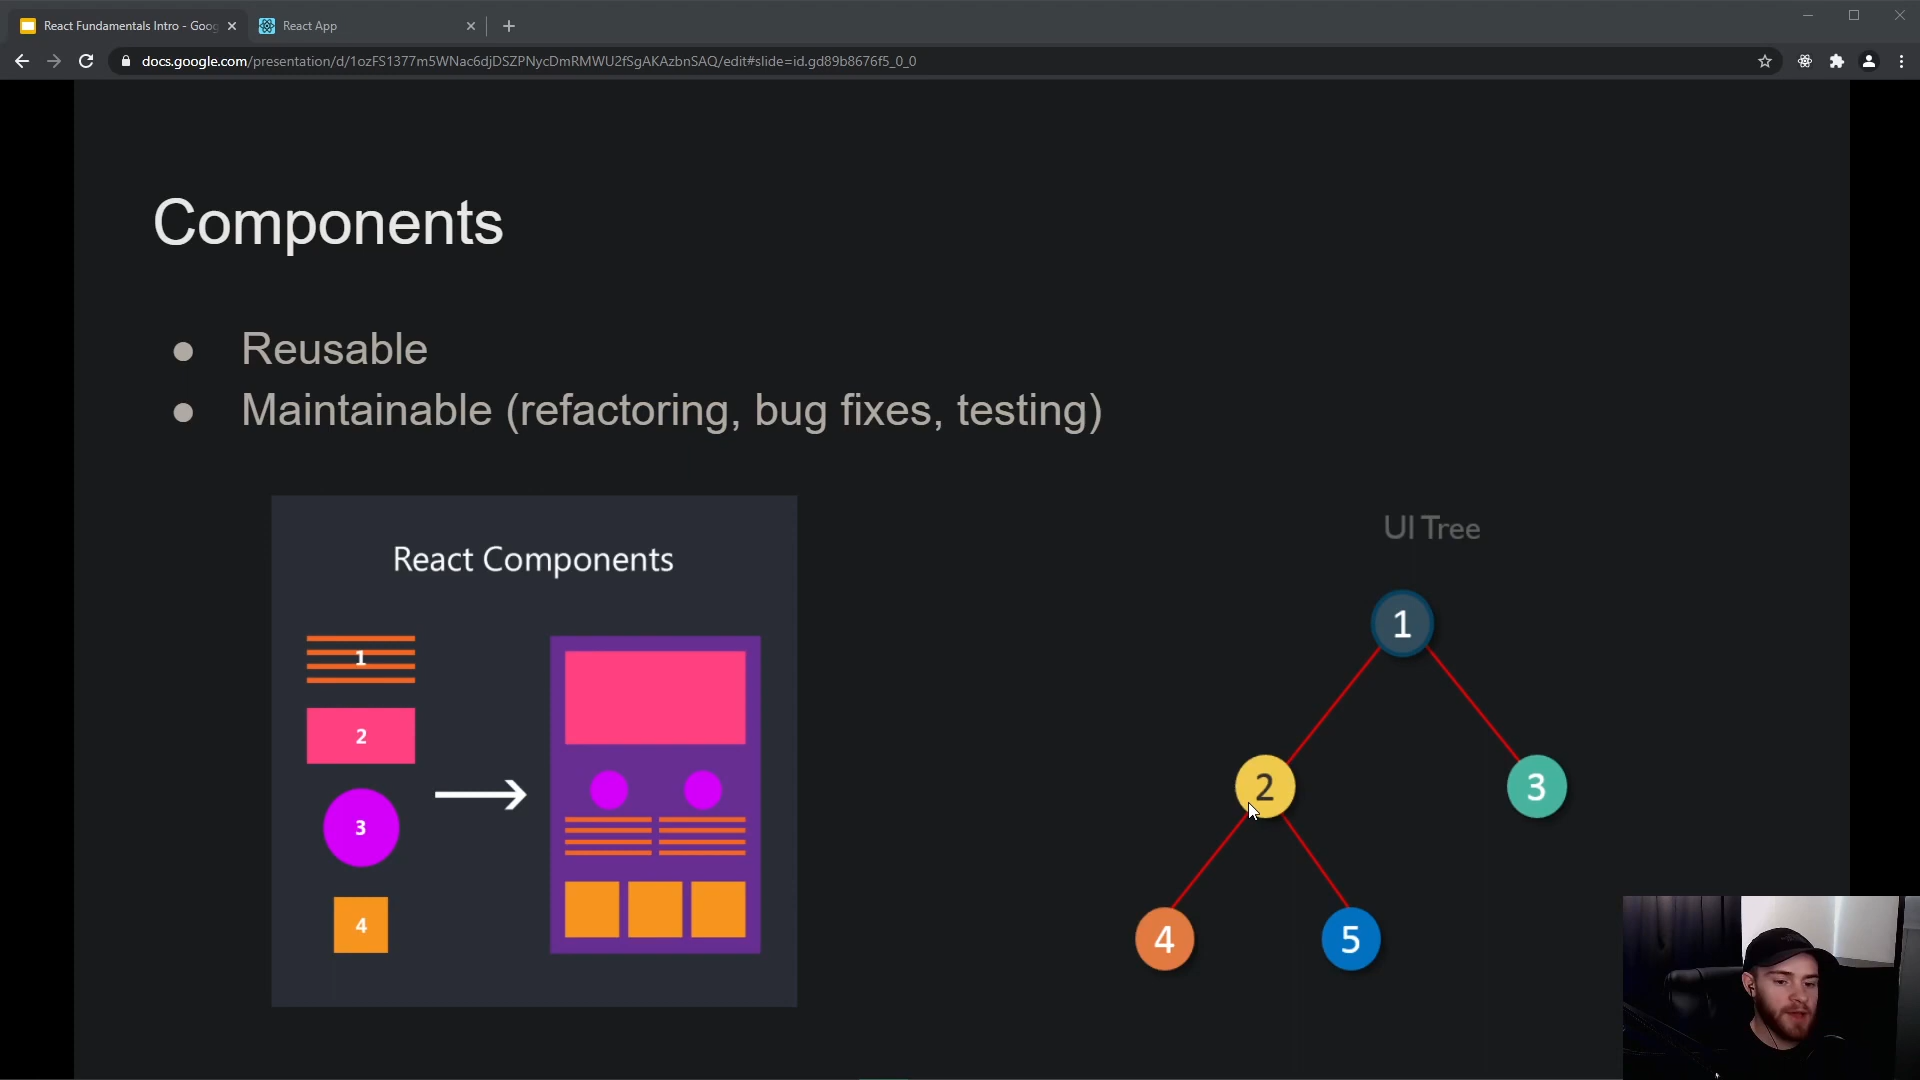 React Fundamentals Intro - Goog
React App
docs.google.com/presentation/d/1ozFS1377m5WNac6djDSZPNycDmRMWU2fSgAKAzbnSAQ/edit#slide=id.gd89b8676f5_0_0
Components
● Reusable
● Maintainable (refactoring, bug fixes, testing)
React Components
1
2
3
4
UI Tree
1
2
3
4
5